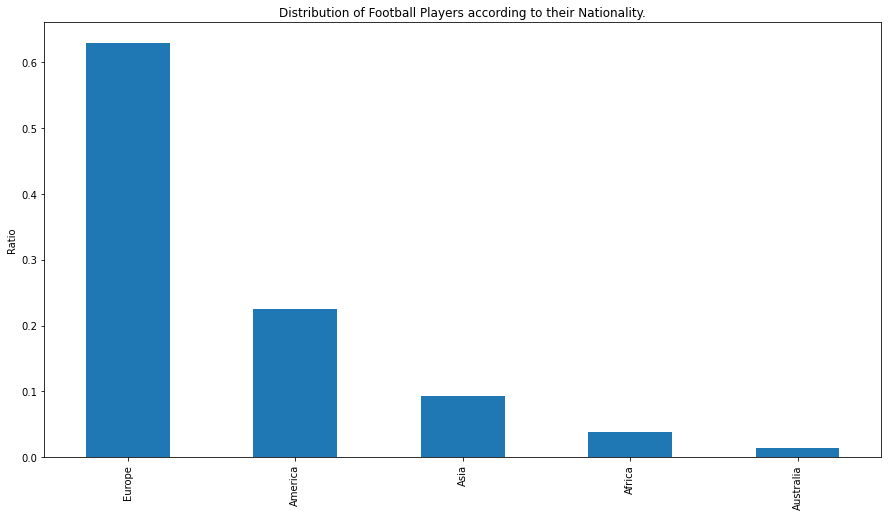 Distribution of Football Players according to their Nationality.
0.6
0.5
0.4
0.3
0.2
0.1
0.0
Ratio
Europe
America
Asia
Africa
Australia